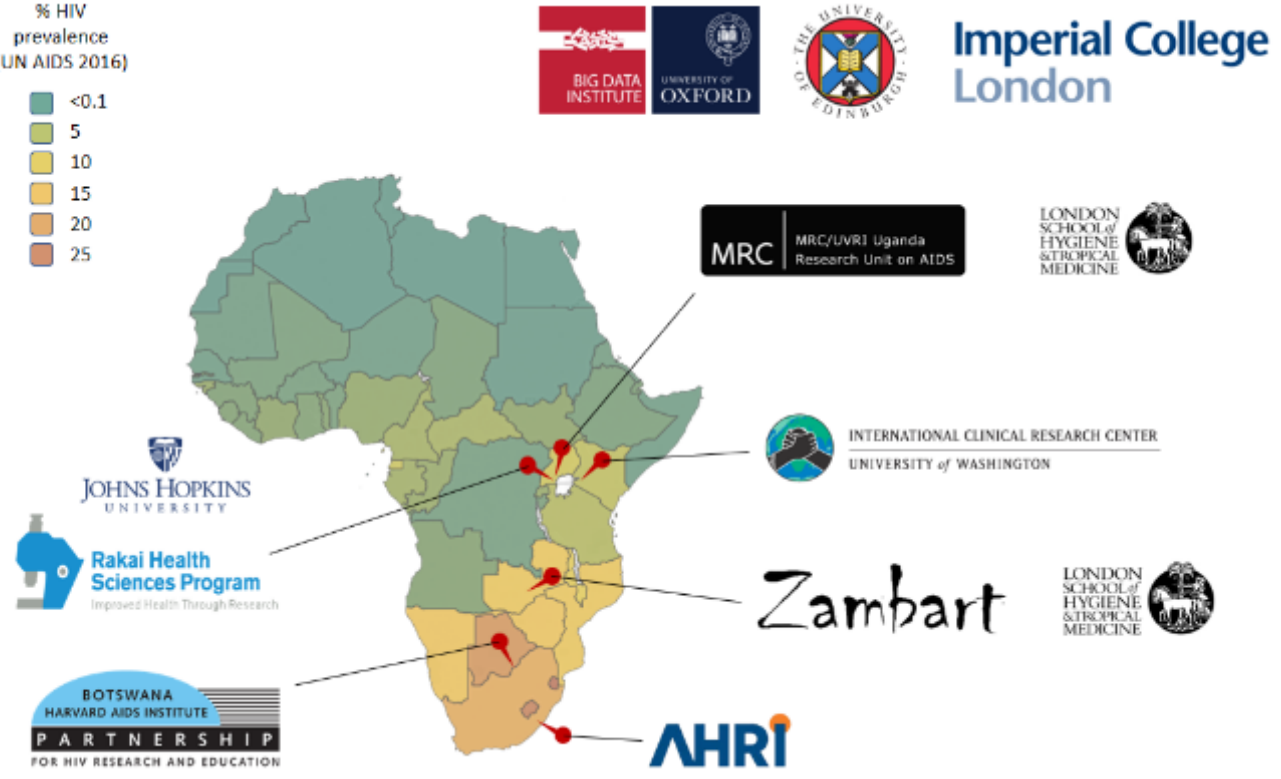 % HIV
prevalence
UN AIDS 2016)
<0.1
5
10
15
20
25
BIG DATA
INSTITUTE
UNIVERSITY OF
OXFORD
THE UNIVERSITY OF EDINBURGH
Imperial College
London
MRC
MRC/UVRI Uganda
Research Unit on AIDS
LONDON
SCHOOL of
HYGIENE
& TROPICAL
MEDICINE
INTERNATIONAL CLINICAL RESEARCH CENTER
UNIVERSITY of WASHINGTON
JOHNS HOPKINS
UNIVERSITY
Rakai Health
Sciences Program
Improved Health Through Research
Zambart
LONDON
SCHOOL of
HYGIENE
& TROPICAL
MEDICINE
BOTSWANA
HARVARD AIDS INSTITUTE
PARTNERSHIP
FOR HIV RESEARCH AND EDUCATION
AHRI